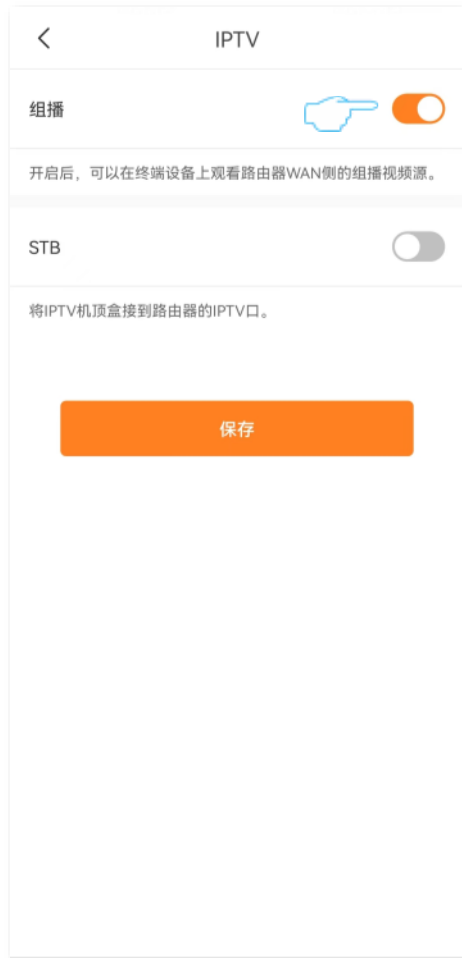 IPTV
组播
开启后，可以在终端设备上观看路由器WAN侧的组播视频源。
STB
将IPTV机顶盒接到路由器的IPTV口。
保存